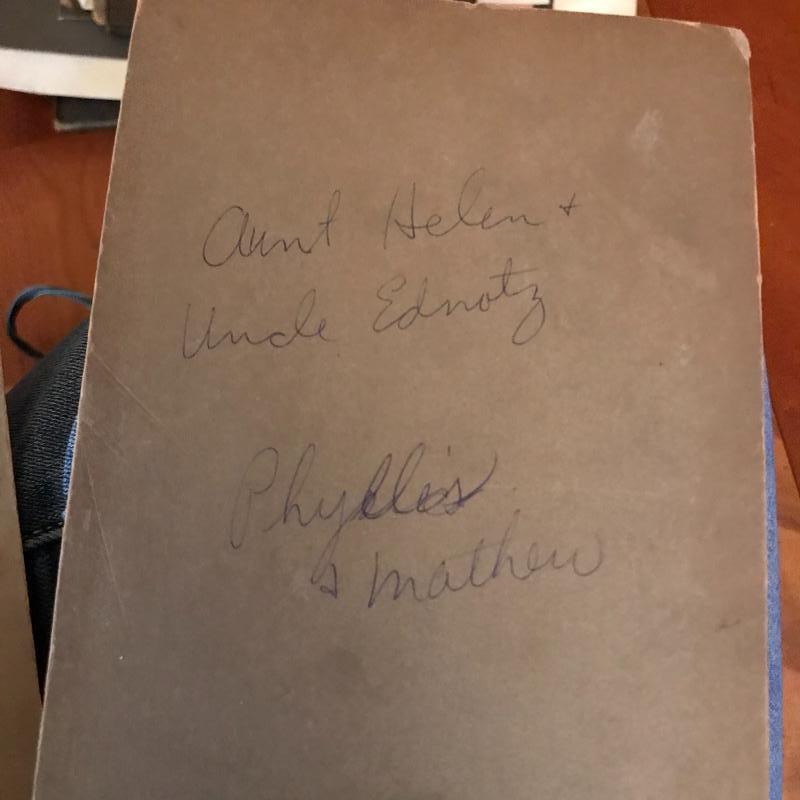 Aunt Helen +
Uncle Ednotz
Phyllis
& Mathew